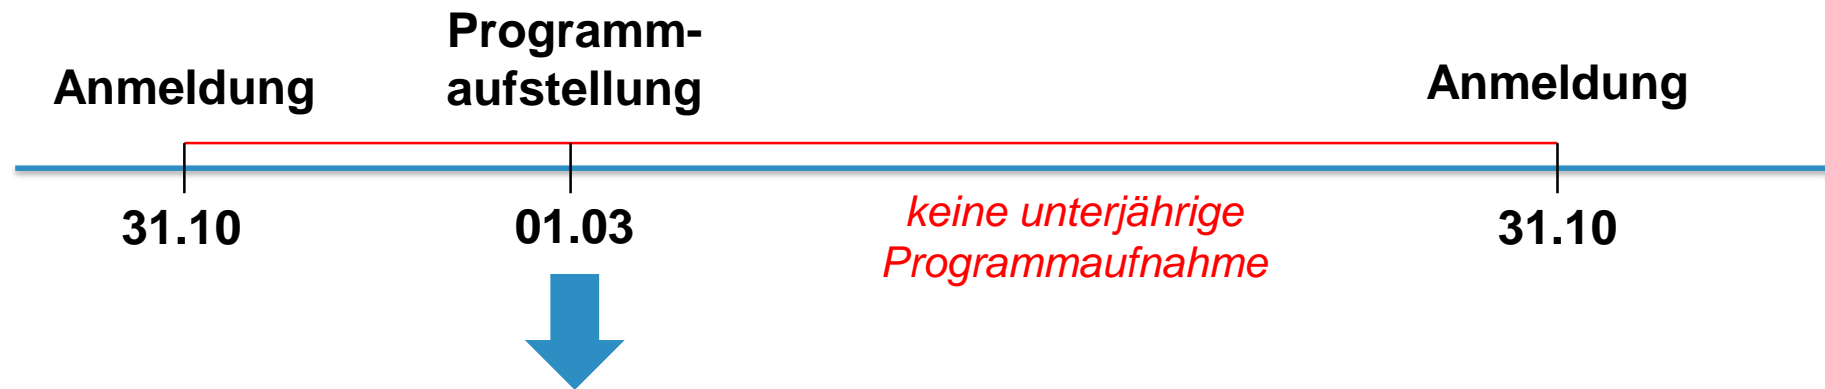 Programm-
aufstellung
Anmeldung
Anmeldung
31.10
01.03
keine unterjährige
Programmaufnahme
31.10